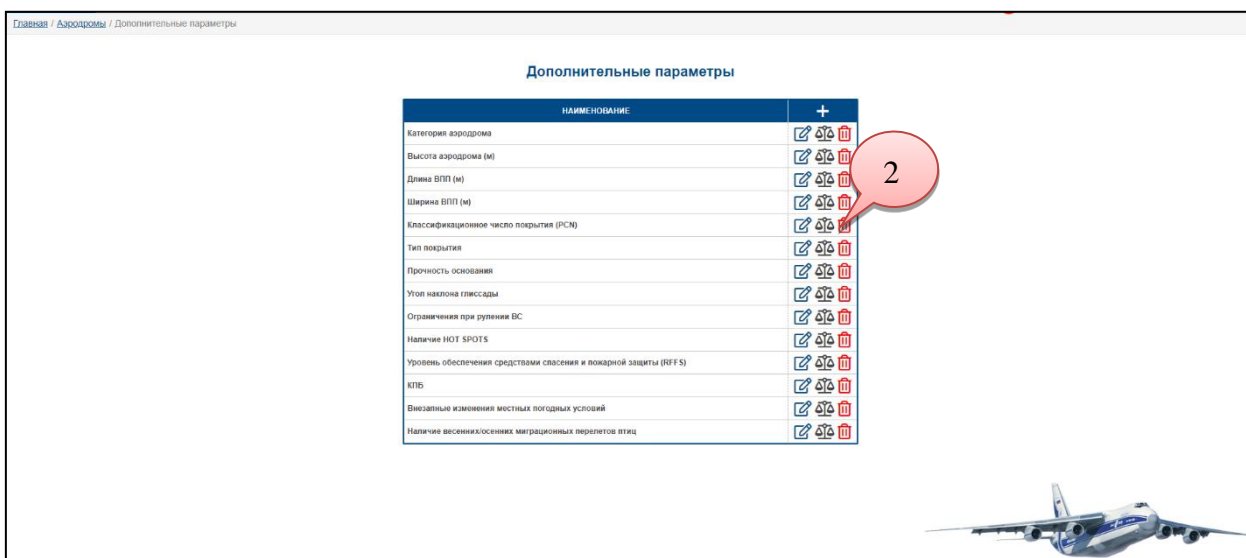 Главная / Аэродромы / Дополнительные параметры
Дополнительные параметры
НАИМЕНОВАНИЕ +
Категория аэродрома
Высота аэродрома (м)
Длина ВПП (м)
Ширина ВПП (м)
Классификационное число покрытия (PCN)
Тип покрытия
Прочность основания
Угол наклона глиссады
Ограничения при рулении ВС
Наличие HOT SPOTS
Уровень обеспечения средствами спасения и пожарной защиты (RFFS)
КПБ
Внезапные изменения местных погодных условий
Наличие весенних/осенних миграционных перелетов птиц
2